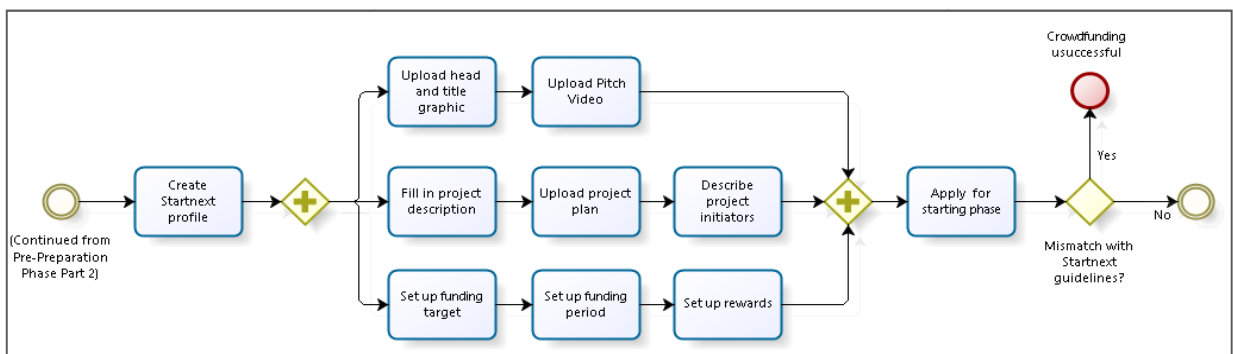 Crowdfunding
usuccessful
Upload head
and title
graphic
Upload Pitch
Video
Yes
Create
Startnext
profile
Fill in project
description
Upload project
plan
Describe
project
initiators
Apply for
starting phase
No
(Continued from
Pre-Preparation
Phase Part 2)
Mismatch with
Startnext
guidelines?
Set up funding
target
Set up funding
period
Set up rewards